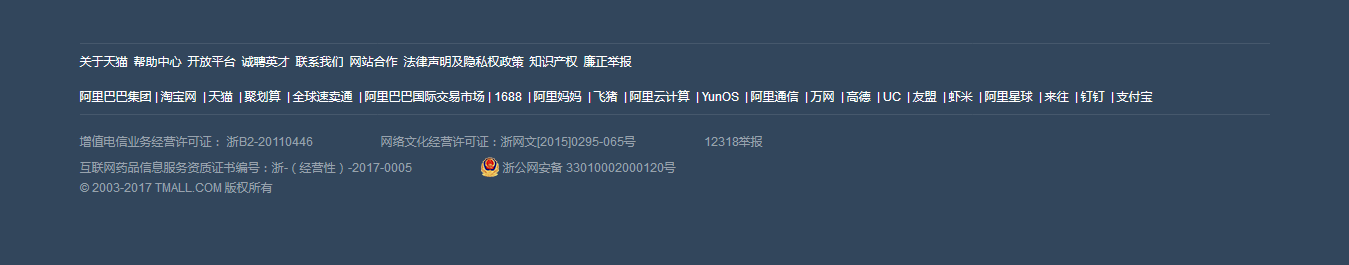 关于天猫 帮助中心 开放平台 诚聘英才 联系我们 网站合作 法律声明及隐私权政策 知识产权 廉正举报
阿里巴巴集团 | 淘宝网 | 天猫 | 聚划算 | 全球速卖通 | 阿里巴巴国际交易市场 | 1688 | 阿里妈妈 | 飞猪 | 阿里云计算 | YunOS | 阿里通信 | 万网 | 高德 | UC | 友盟 | 虾米 | 阿里星球 | 来往 | 钉钉 | 支付宝
增值电信业务经营许可证： 浙B2-20110446 网络文化经营许可证：浙网文[2015]0295-065号 12318举报
互联网药品信息服务资质证书编号：浙-（经营性）-2017-0005 浙公网安备 33010002000120号
© 2003-2017 TMALL.COM 版权所有